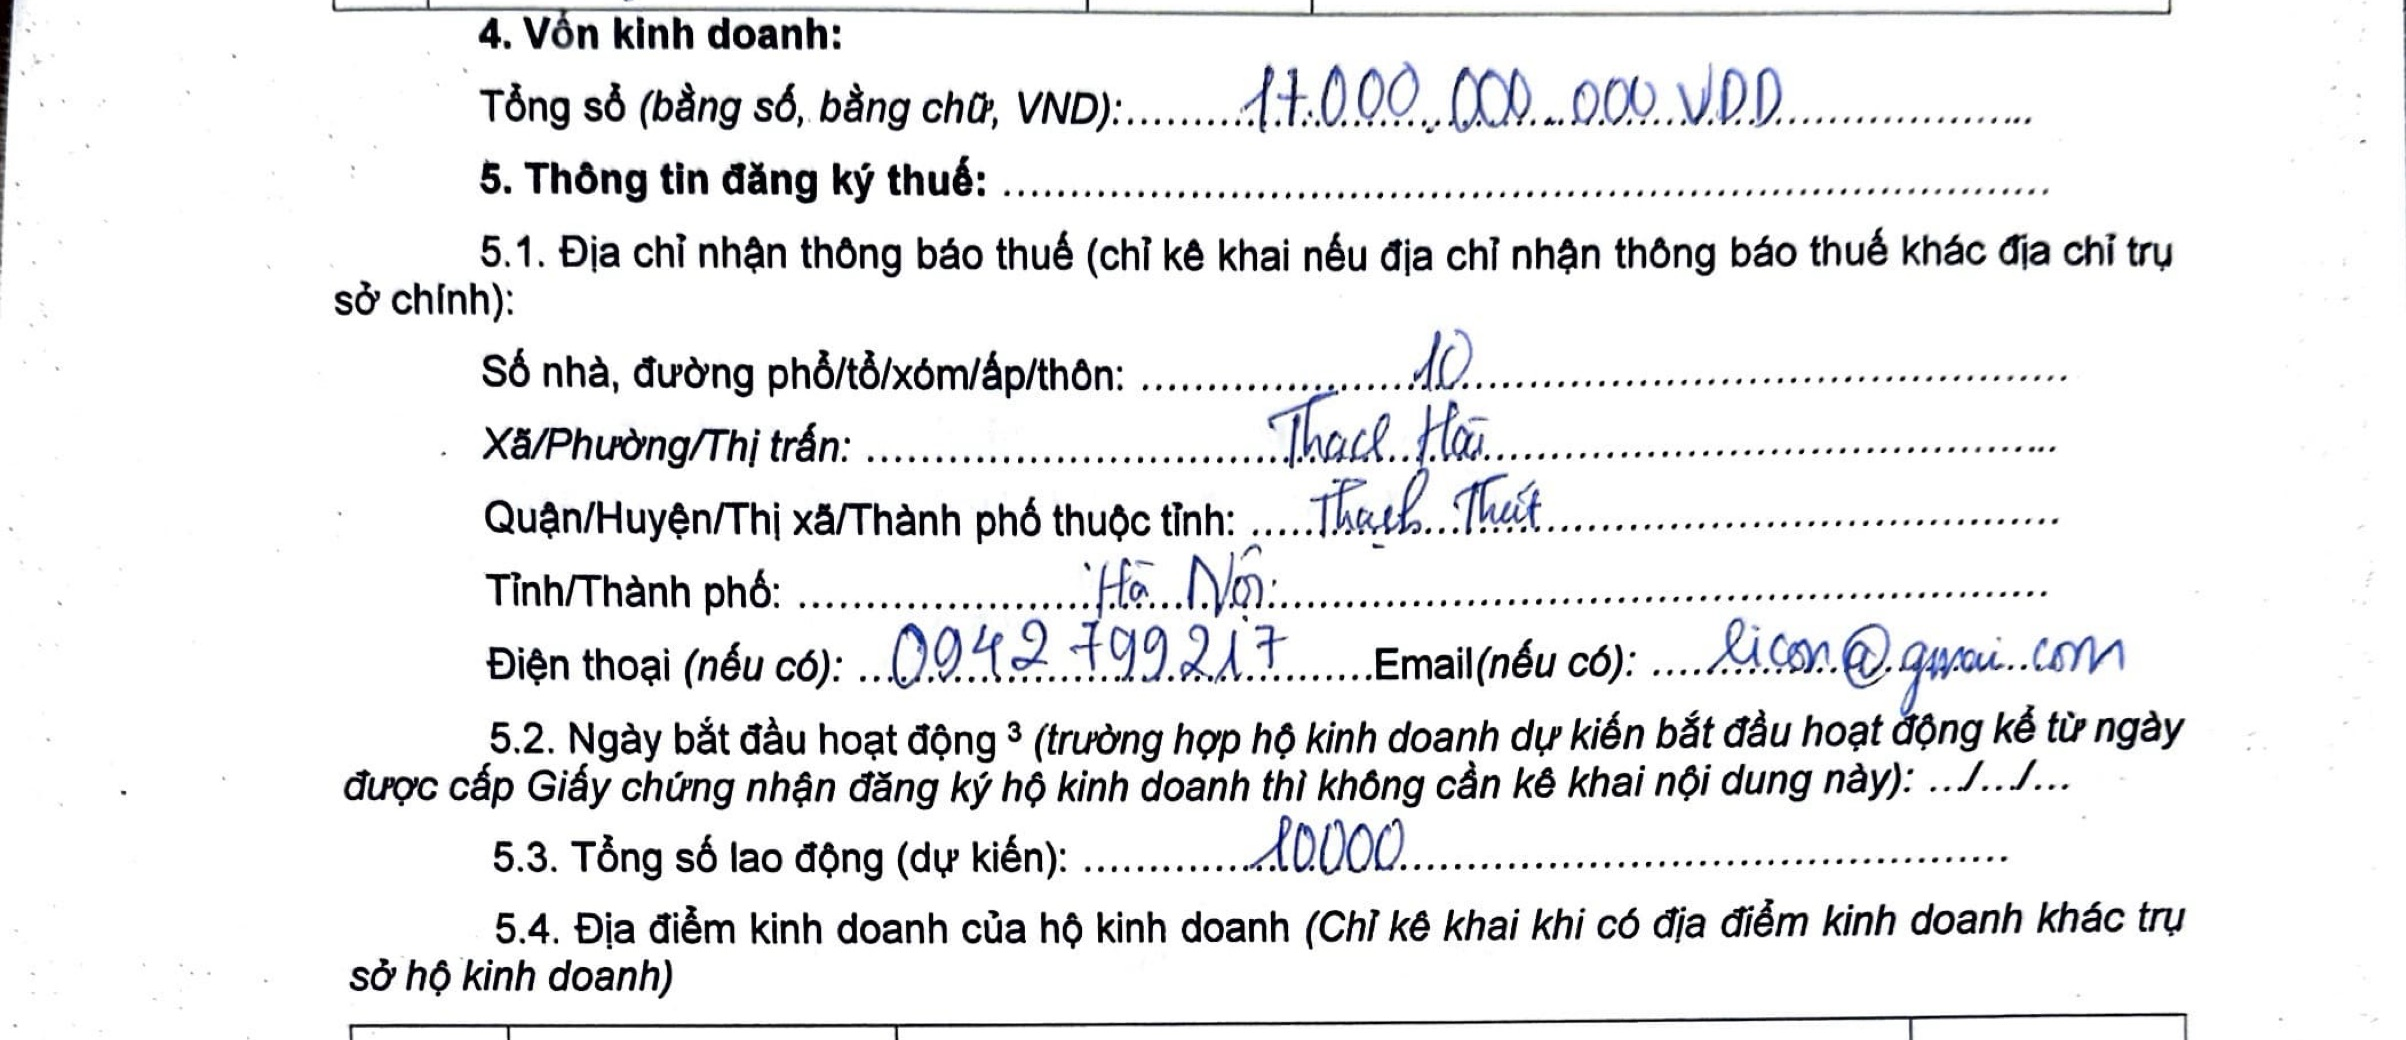 4. Vốn kinh doanh:
Tổng số (bằng số, bằng chữ, VND):..........17.000.000.000 VDD....................
5. Thông tin đăng ký thuế: ................................................................................
5.1. Địa chỉ nhận thông báo thuế (chỉ kê khai nếu địa chỉ nhận thông báo thuế khác địa chỉ trụ
sở chính):
Số nhà, đường phố/tổ/xóm/ấp/thôn: ....................10..............................................
Xã/Phường/Thị trấn: ...............................Thach Hoà...........................................
Quận/Huyện/Thị xã/Thành phố thuộc tỉnh: .....Thạch Thất.......................................
Tỉnh/Thành phố: ......................Hà Nội..........................................................
Điện thoại (nếu có): ...0942 799217.........Email(nếu có): ....licon@gmai.com
5.2. Ngày bắt đầu hoạt động ³ (trường hợp hộ kinh doanh dự kiến bắt đầu hoạt động kể từ ngày
được cấp Giấy chứng nhận đăng ký hộ kinh doanh thì không cần kê khai nội dung này): .../.../...
5.3. Tổng số lao động (dự kiến): .............10000..............................................
5.4. Địa điểm kinh doanh của hộ kinh doanh (Chỉ kê khai khi có địa điểm kinh doanh khác trụ
sở hộ kinh doanh)